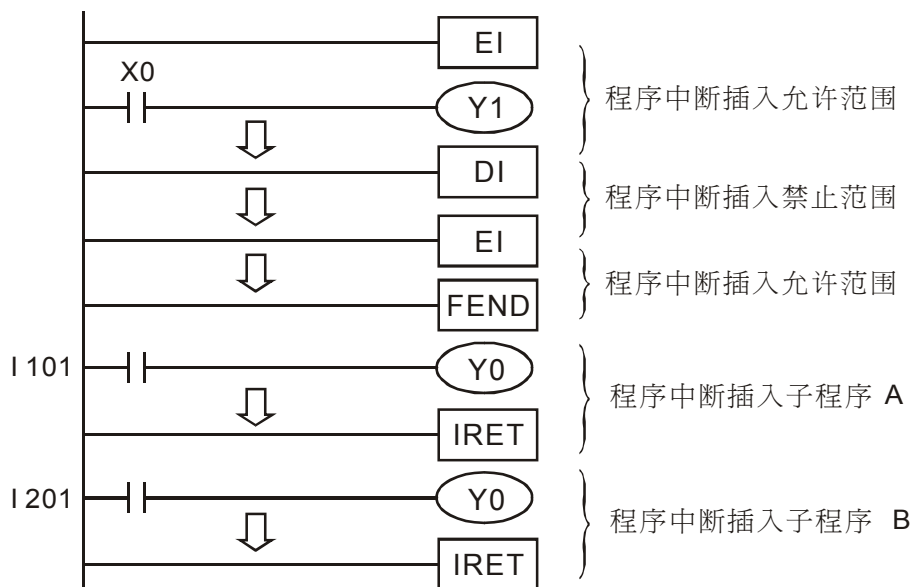 EI
X0
Y1
程序中断插入允许范围
DI
程序中断插入禁止范围
EI
程序中断插入允许范围
FEND
I101
Y0
程序中断插入子程序 A
IRET
I201
Y0
程序中断插入子程序 B
IRET